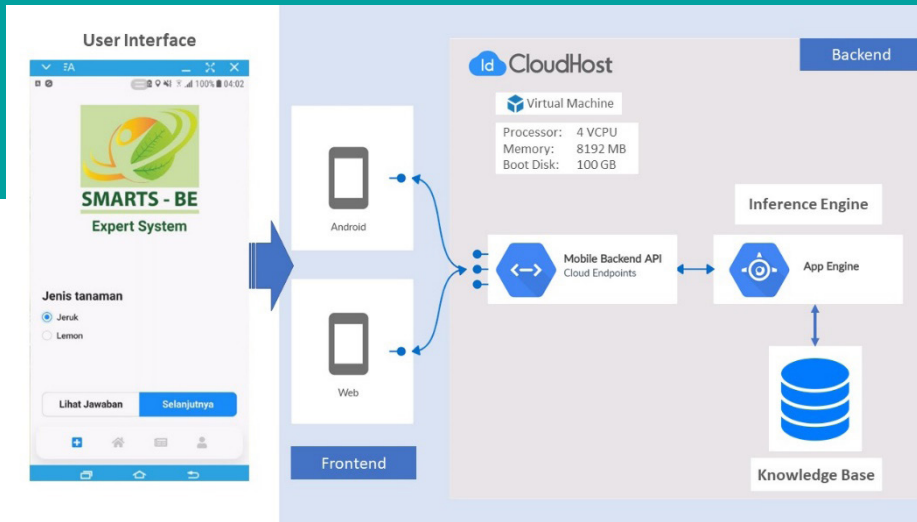 User Interface
EA
100% 04:02
SMARTS - BE
Expert System
Jenis tanaman
Jeruk
Lemon
Lihat Jawaban
Selanjutnya
Android
Web
Frontend
Id CloudHost
Backend
Virtual Machine
Processor: 4 VCPU
Memory: 8192 MB
Boot Disk: 100 GB
Inference Engine
Mobile Backend API
Cloud Endpoints
App Engine
Knowledge Base